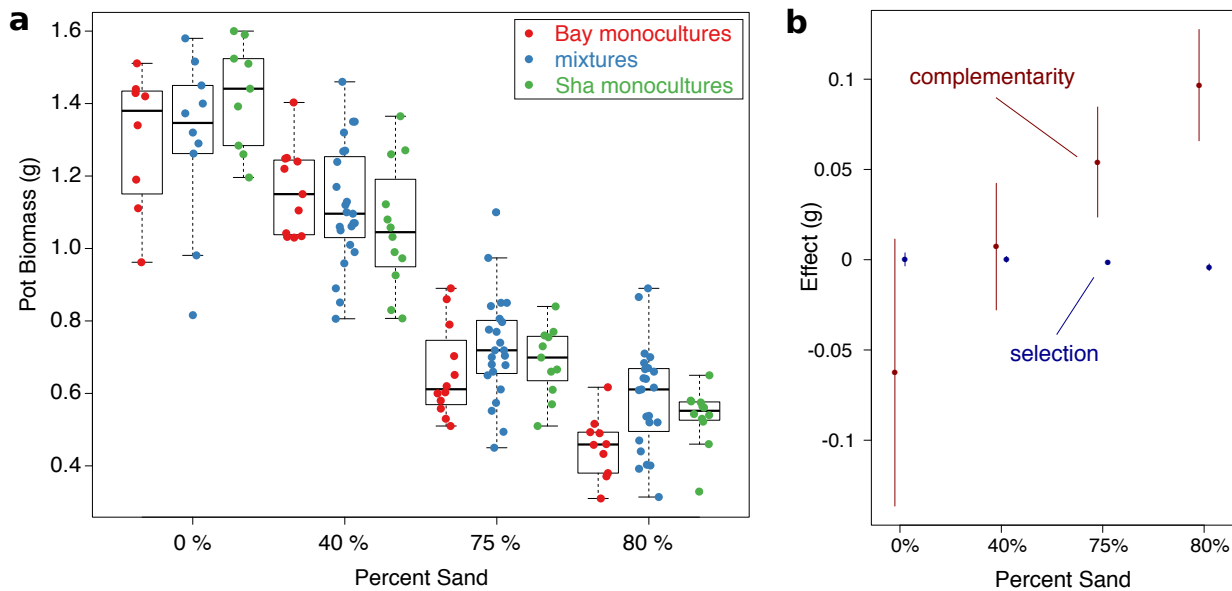 a
Pot Biomass (g)
1.6
1.4
1.2
1.0
0.8
0.6
0.4
Bay monocultures
mixtures
Sha monocultures
0 %
40 %
75 %
80 %
Percent Sand
b
Effect (g)
0.1
0.05
0
-0.05
-0.1
complementarity
selection
0%
40%
75%
80%
Percent Sand